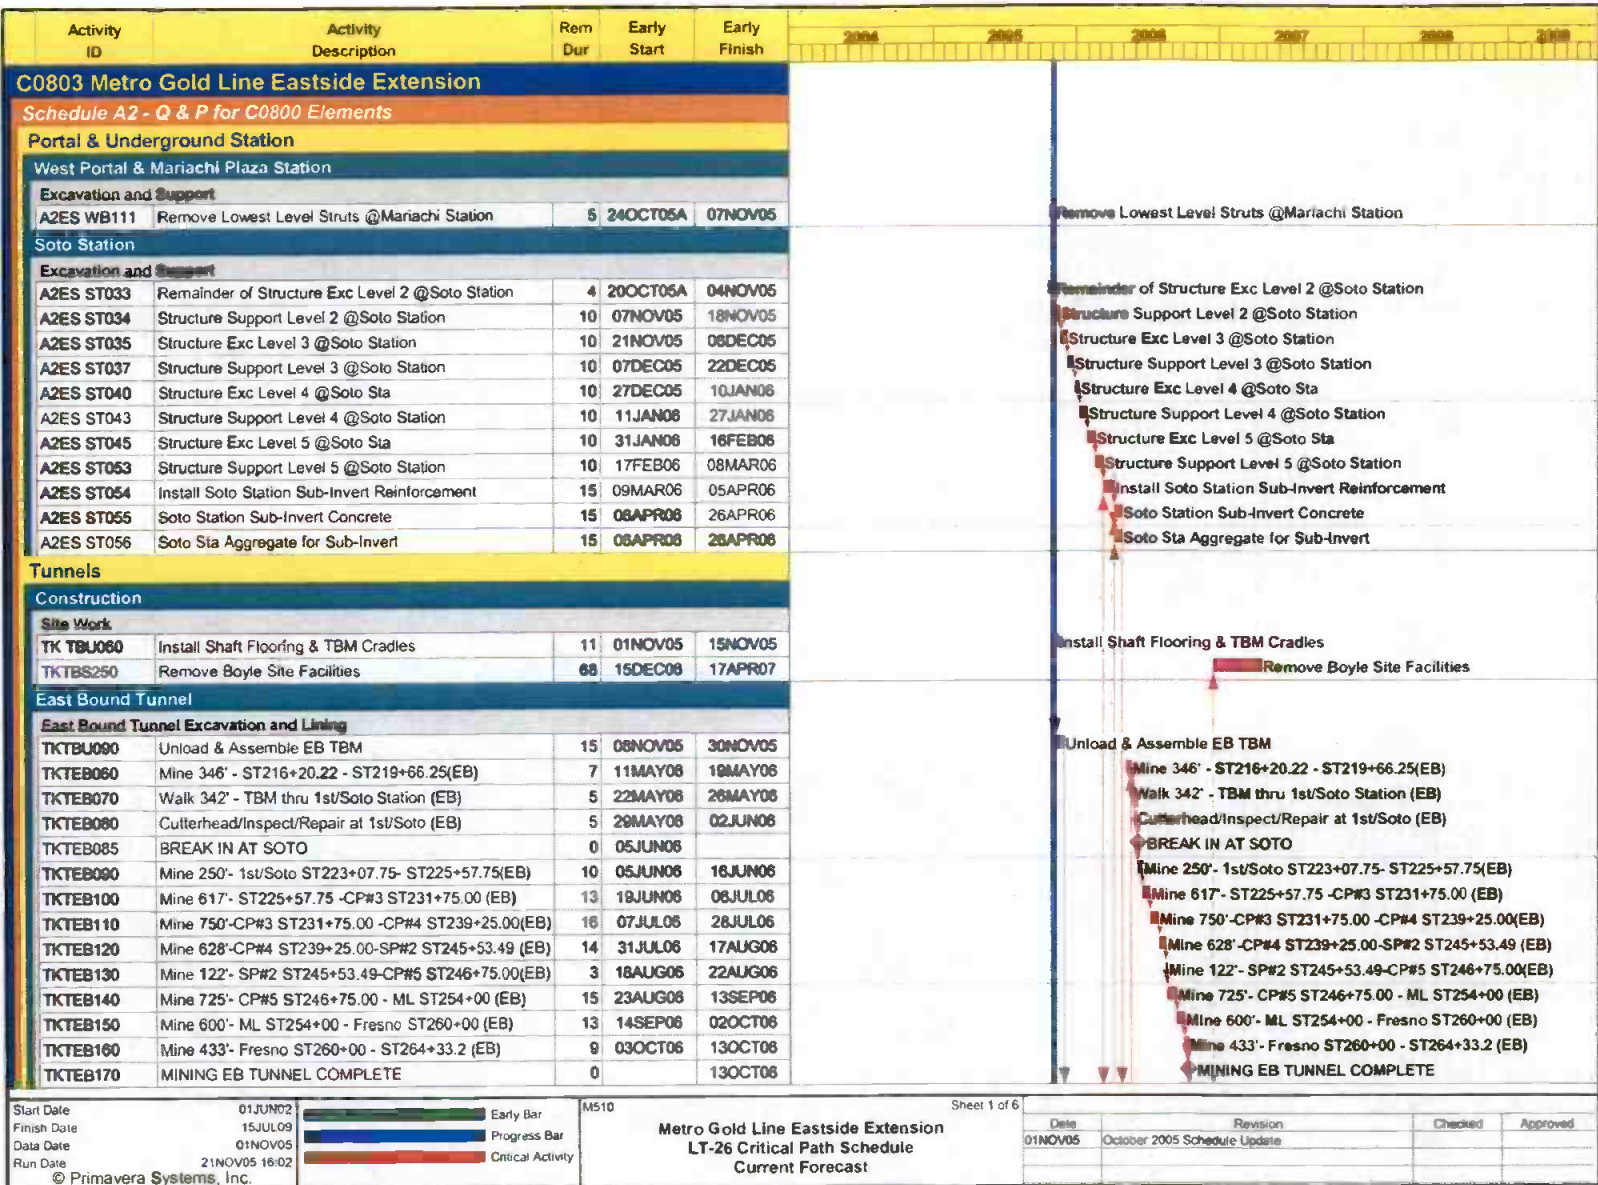 Activity ID Activity Description Rem Dur Early Start Early Finish 2004 2005 2006 2007 2008 2009
C0803 Metro Gold Line Eastside Extension
Schedule A2 - Q & P for C0800 Elements
Portal & Underground Station
West Portal & Mariachi Plaza Station
Excavation and Support
A2ES WB111 Remove Lowest Level Struts @Mariachi Station 5 24OCT05A 07NOV05 Remove Lowest Level Struts @Mariachi Station
Soto Station
Excavation and Support
A2ES ST033 Remainder of Structure Exc Level 2 @Soto Station 4 20OCT05A 04NOV05 Remainder of Structure Exc Level 2 @Soto Station
A2ES ST034 Structure Support Level 2 @Soto Station 10 07NOV05 18NOV05 Structure Support Level 2 @Soto Station
A2ES ST035 Structure Exc Level 3 @Soto Station 10 21NOV05 06DEC05 Structure Exc Level 3 @Soto Station
A2ES ST037 Structure Support Level 3 @Soto Station 10 07DEC05 22DEC05 Structure Support Level 3 @Soto Station
A2ES ST040 Structure Exc Level 4 @Soto Sta 10 27DEC05 10JAN06 Structure Exc Level 4 @Soto Sta
A2ES ST043 Structure Support Level 4 @Soto Station 10 11JAN06 27JAN06 Structure Support Level 4 @Soto Station
A2ES ST045 Structure Exc Level 5 @Soto Sta 10 31JAN06 16FEB06 Structure Exc Level 5 @Soto Sta
A2ES ST053 Structure Support Level 5 @Soto Station 10 17FEB06 08MAR06 Structure Support Level 5 @Soto Station
A2ES ST054 Install Soto Station Sub-Invert Reinforcement 15 09MAR06 05APR06 Install Soto Station Sub-Invert Reinforcement
A2ES ST055 Soto Station Sub-Invert Concrete 15 06APR06 26APR06 Soto Station Sub-Invert Concrete
A2ES ST056 Soto Sta Aggregate for Sub-Invert 15 06APR06 26APR06 Soto Sta Aggregate for Sub-Invert
Tunnels
Construction
Site Work
TK TBU060 Install Shaft Flooring & TBM Cradles 11 01NOV05 15NOV05 Install Shaft Flooring & TBM Cradles
TKTBS250 Remove Boyle Site Facilities 68 15DEC06 17APR07 Remove Boyle Site Facilities
East Bound Tunnel
East Bound Tunnel Excavation and Lining
TKTBU090 Unload & Assemble EB TBM 15 08NOV05 30NOV05 Unload & Assemble EB TBM
TKTEB060 Mine 346' - ST216+20.22 - ST219+66.25(EB) 7 11MAY06 19MAY06 Mine 346' - ST216+20.22 - ST219+66.25(EB)
TKTEB070 Walk 342' - TBM thru 1st/Soto Station (EB) 5 22MAY06 26MAY06 Walk 342' - TBM thru 1st/Soto Station (EB)
TKTEB080 Cutterhead/Inspect/Repair at 1st/Soto (EB) 5 29MAY06 02JUN06 Cutterhead/Inspect/Repair at 1st/Soto (EB)
TKTEB085 BREAK IN AT SOTO 0 05JUN06 BREAK IN AT SOTO
TKTEB090 Mine 250'- 1st/Soto ST223+07.75- ST225+57.75(EB) 10 05JUN06 16JUN06 Mine 250'- 1st/Soto ST223+07.75- ST225+57.75(EB)
TKTEB100 Mine 617'- ST225+57.75 -CP#3 ST231+75.00 (EB) 13 19JUN06 06JUL06 Mine 617'- ST225+57.75 -CP#3 ST231+75.00 (EB)
TKTEB110 Mine 750'-CP#3 ST231+75.00 -CP#4 ST239+25.00(EB) 16 07JUL06 28JUL06 Mine 750'-CP#3 ST231+75.00 -CP#4 ST239+25.00(EB)
TKTEB120 Mine 628'-CP#4 ST239+25.00-SP#2 ST245+53.49 (EB) 14 31JUL06 17AUG06 Mine 628'-CP#4 ST239+25.00-SP#2 ST245+53.49 (EB)
TKTEB130 Mine 122'- SP#2 ST245+53.49-CP#5 ST246+75.00(EB) 3 18AUG06 22AUG06 Mine 122'- SP#2 ST245+53.49-CP#5 ST246+75.00(EB)
TKTEB140 Mine 725'- CP#5 ST246+75.00 - ML ST254+00 (EB) 15 23AUG06 13SEP06 Mine 725'- CP#5 ST246+75.00 - ML ST254+00 (EB)
TKTEB150 Mine 600'- ML ST254+00 - Fresno ST260+00 (EB) 13 14SEP06 02OCT06 Mine 600'- ML ST254+00 - Fresno ST260+00 (EB)
TKTEB160 Mine 433'- Fresno ST260+00 - ST264+33.2 (EB) 9 03OCT06 13OCT06 Mine 433'- Fresno ST260+00 - ST264+33.2 (EB)
TKTEB170 MINING EB TUNNEL COMPLETE 0 13OCT06 MINING EB TUNNEL COMPLETE
Start Date 01JUN02
Finish Date 15JUL09
Data Date 01NOV05
Run Date 21NOV05 16:02
© Primavera Systems, Inc.
Early Bar
Progress Bar
Critical Activity
M510 Sheet 1 of 6
Metro Gold Line Eastside Extension
LT-26 Critical Path Schedule
Current Forecast
Date Revision Checked Approved
01NOV05 October 2005 Schedule Update